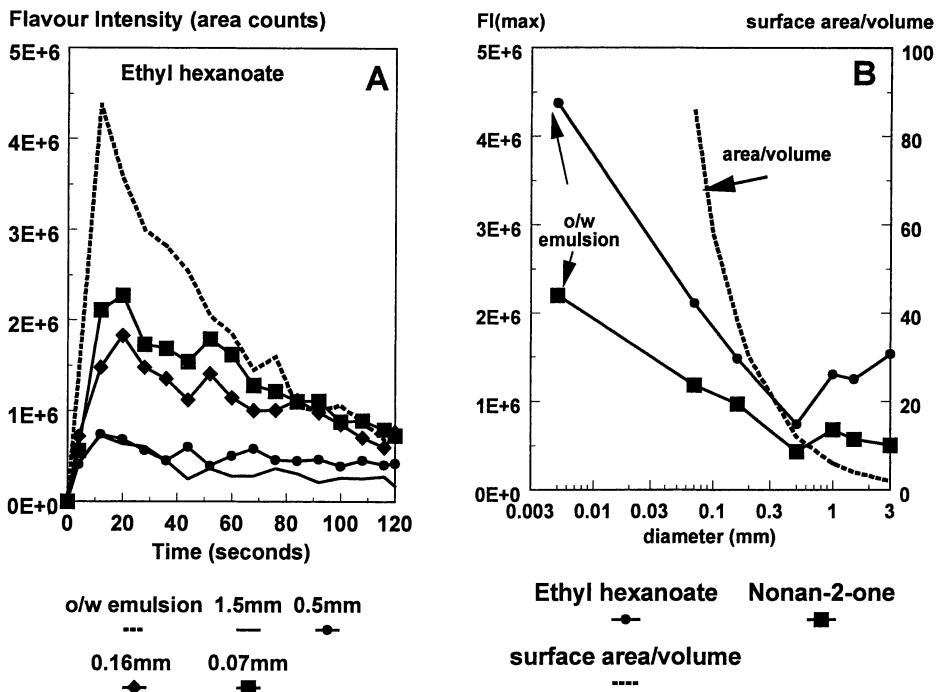 Flavour Intensity (area counts)
5E+6
4E+6
3E+6
2E+6
1E+6
0E+0
Ethyl hexanoate
A
0 20 40 60 80 100 120
Time (seconds)
o/w emulsion 1.5mm 0.5mm
0.16mm 0.07mm
FI(max)
surface area/volume
5E+6
4E+6
3E+6
2E+6
1E+6
0E+0
B
area/volume
o/w
emulsion
100
80
60
40
20
0
0.003 0.01 0.03 0.1 0.3 1 3
diameter (mm)
Ethyl hexanoate Nonan-2-one
surface area/volume